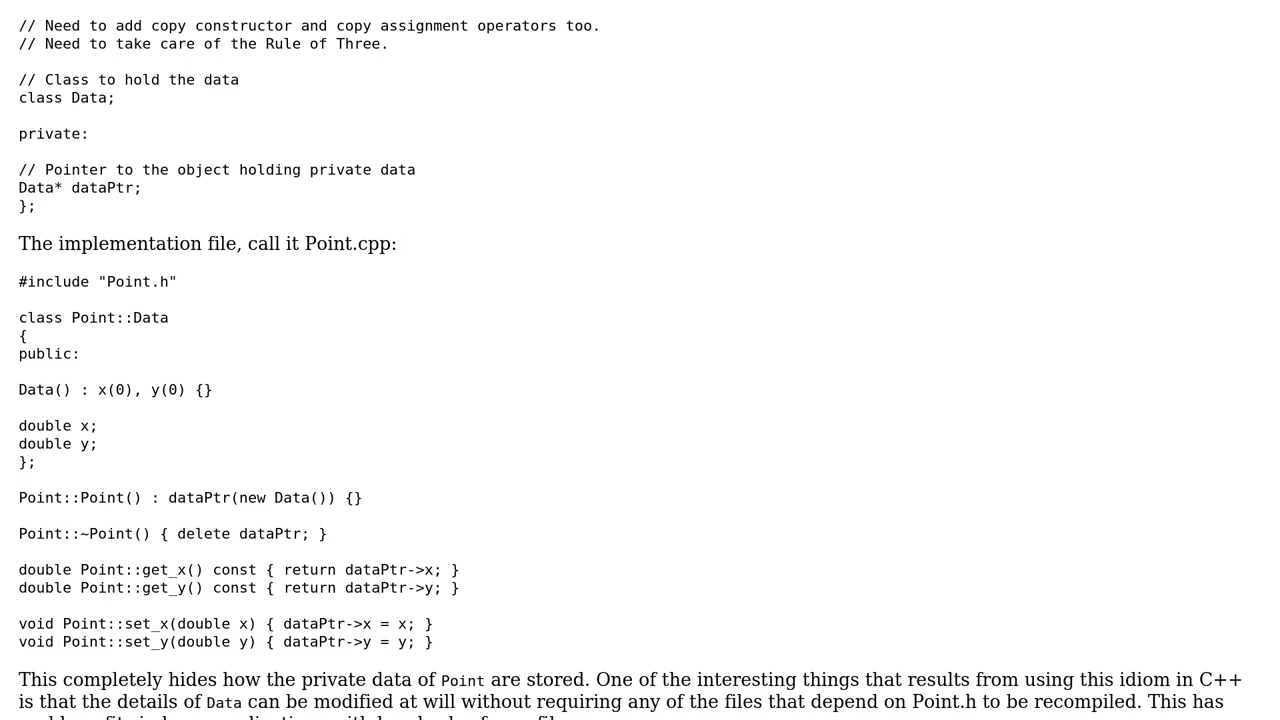 // Need to add copy constructor and copy assignment operators too.
// Need to take care of the Rule of Three.
// Class to hold the data
class Data;
private:
// Pointer to the object holding private data
Data* dataPtr;
};
The implementation file, call it Point.cpp:
#include "Point.h"
class Point::Data
{
public:
Data() : x(0), y(0) {}
double x;
double y;
};
Point::Point() : dataPtr(new Data()) {}
Point::~Point() { delete dataPtr; }
double Point::get_x() const { return dataPtr->x; }
double Point::get_y() const { return dataPtr->y; }
void Point::set_x(double x) { dataPtr->x = x; }
void Point::set_y(double y) { dataPtr->y = y; }
This completely hides how the private data of Point are stored. One of the interesting things that results from using this idiom in C++
is that the details of Data can be modified at will without requiring any of the files that depend on Point.h to be recompiled. This has